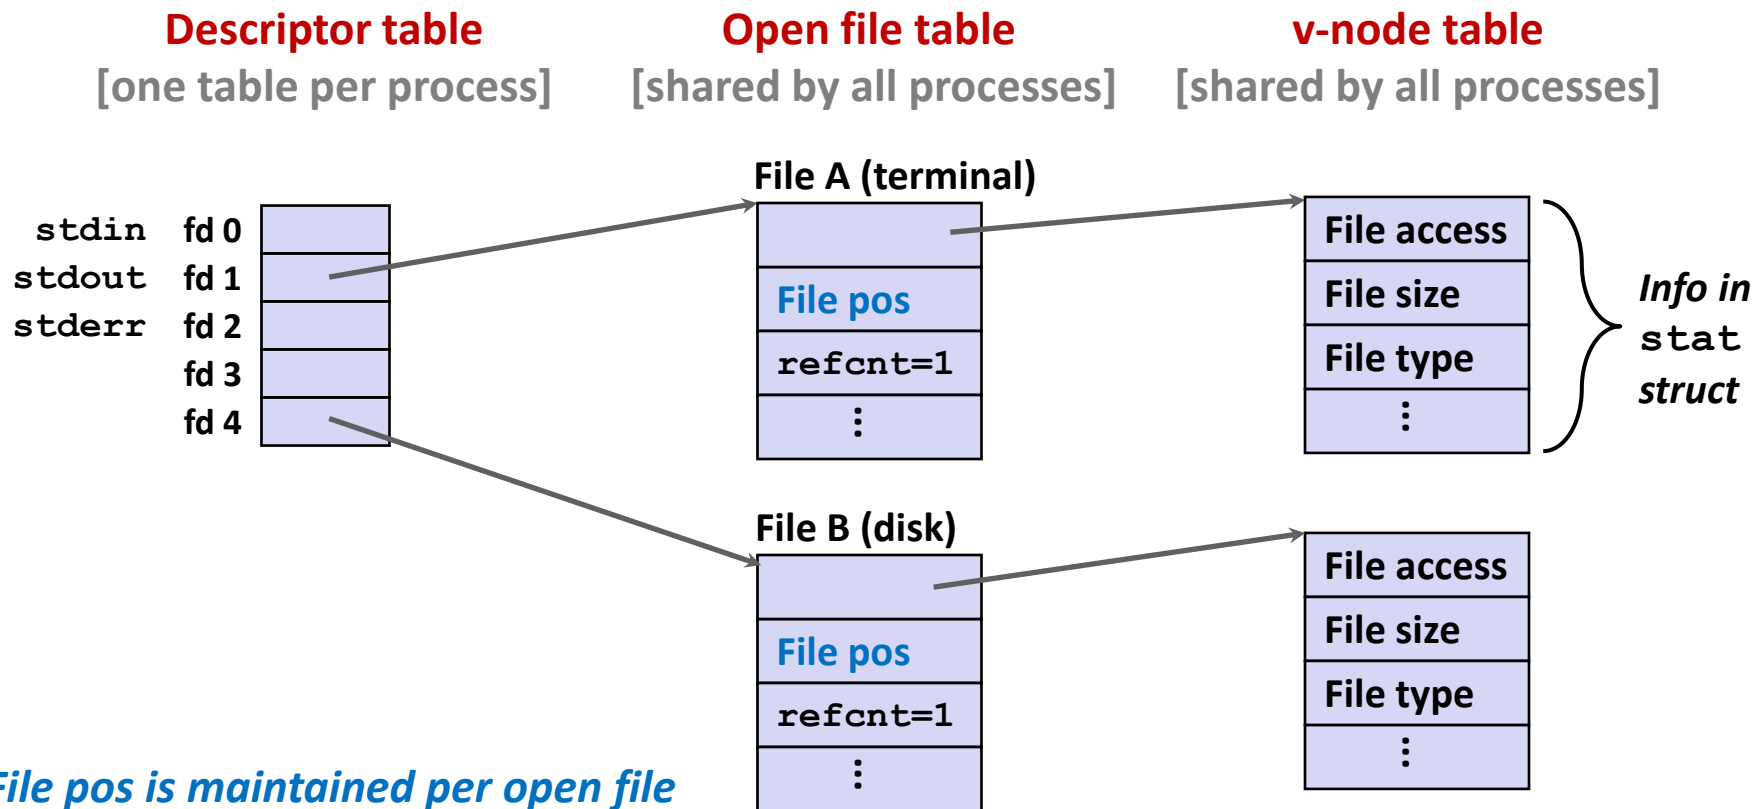 Descriptor table
[one table per process]
Open file table
[shared by all processes]
v-node table
[shared by all processes]
stdin fd 0
stdout fd 1
stderr fd 2
fd 3
fd 4
File A (terminal)
File pos
refcnt=1
⋮
File access
File size
File type
⋮
Info in
stat
struct
File B (disk)
File pos
refcnt=1
⋮
File access
File size
File type
⋮
File pos is maintained per open file